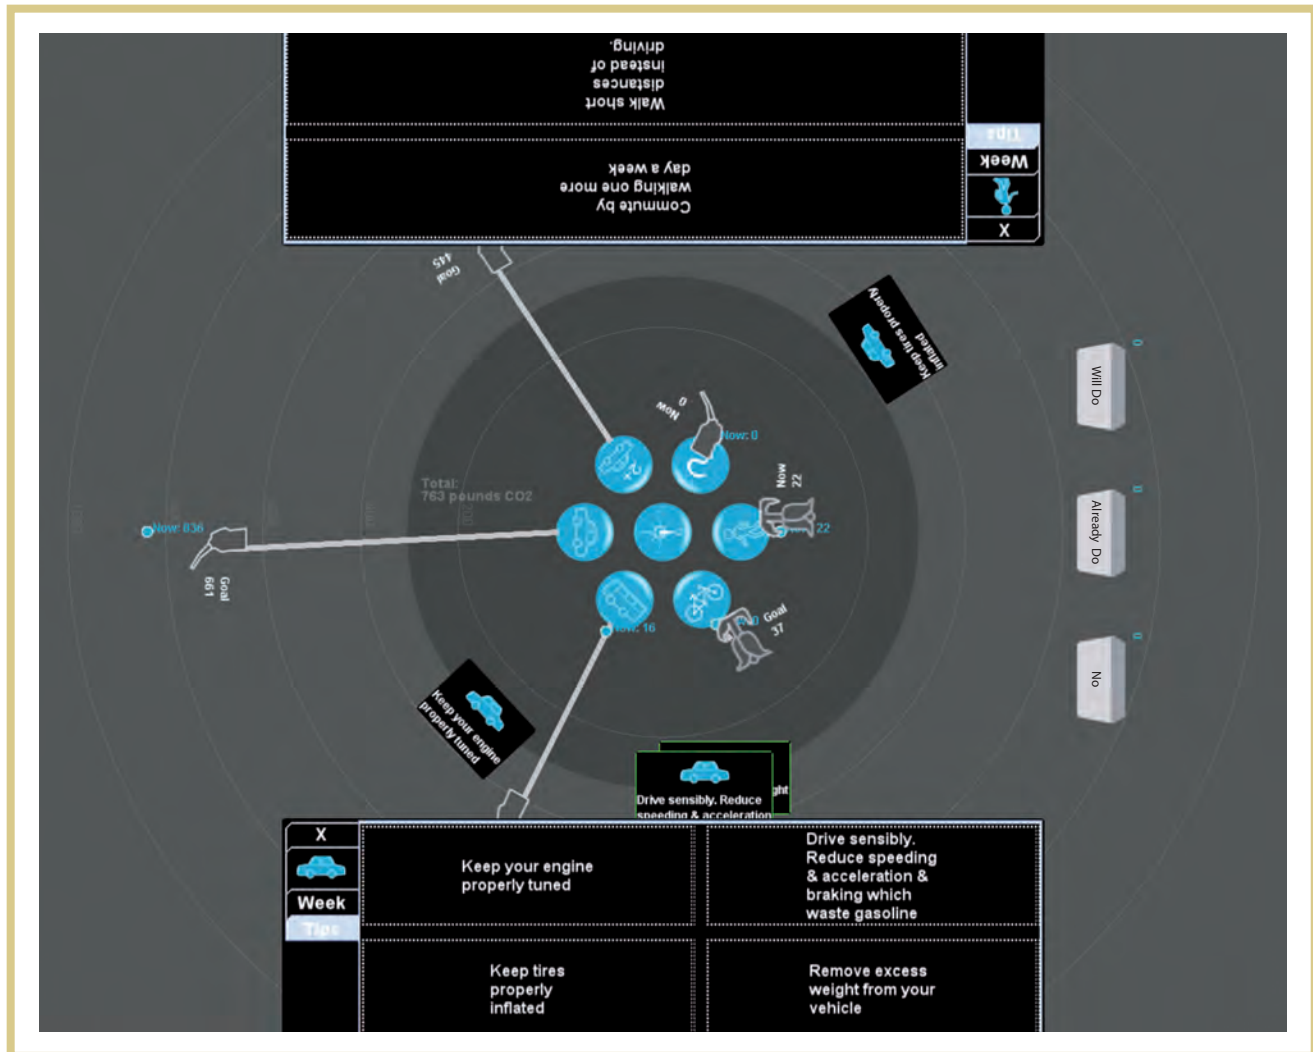 Walk short
distances
instead of
driving.
Commute by
walking one more
day a week
Tips
Week
X
Goal
445
Keep tires properly
inflated
0
Will Do
Now
0
Now: 0
2+
Total:
763 pounds CO2
Now
22
22
Now: 836
Goal
661
200
0
Already Do
Now: 16
Goal
37
0
No
Keep your engine
properly tuned
ght
Drive sensibly. Reduce
speeding & acceleration
X
Week
Tips
Keep your engine
properly tuned
Drive sensibly.
Reduce speeding
& acceleration &
braking which
waste gasoline
Keep tires
properly
inflated
Remove excess
weight from your
vehicle